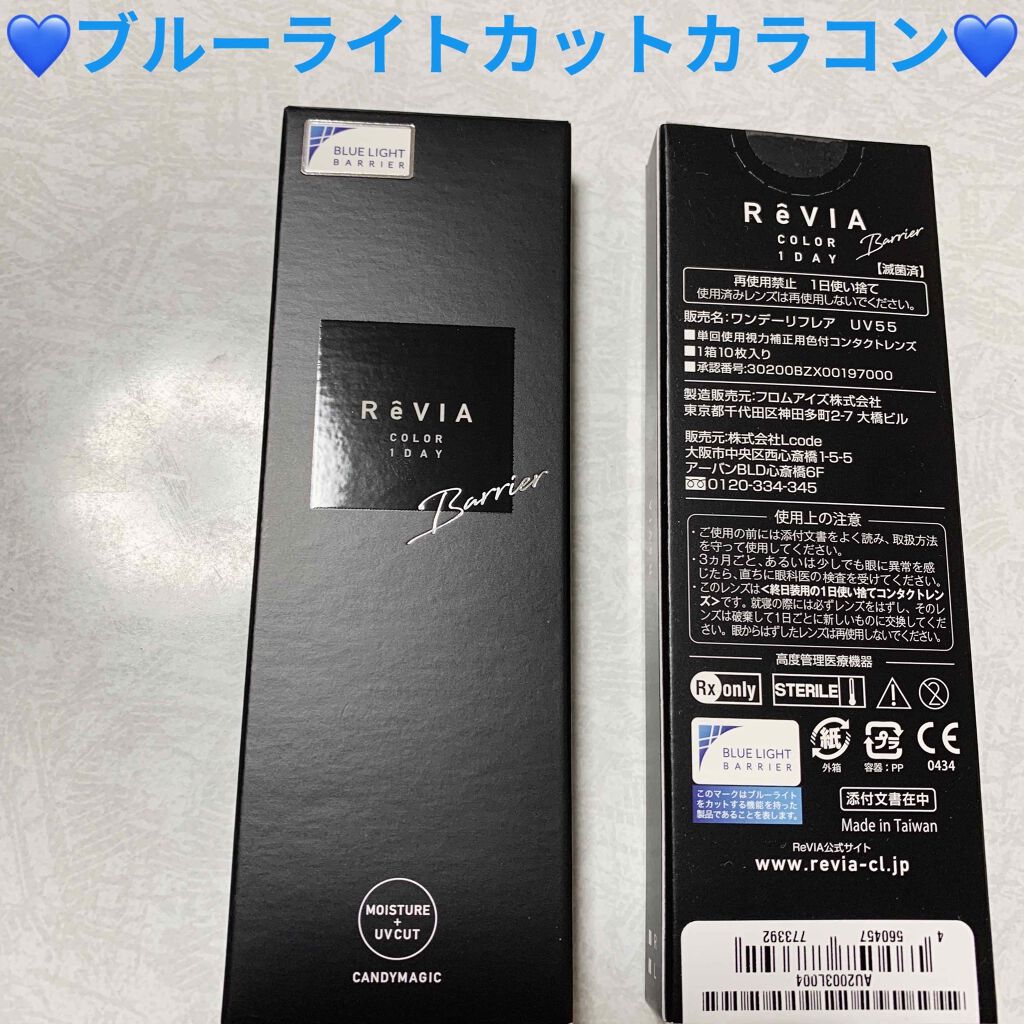 💙ブルーライトカットカラコン💙
BLUE LIGHT
BARRIER
RêVIA
COLOR
1DAY
Barrier
MOISTURE
+
UVCUT
CANDYMAGIC
RêVIA
COLOR
1DAY
Barrier
【滅菌済】
再使用禁止 1日使い捨て
使用済みレンズは再使用しないでください。
販売名:ワンデーリフレア UV55
■単回使用視力補正用色付コンタクトレンズ
■1箱10枚入り
■承認番号:30200BZX00197000
製造販売元:フロムアイズ株式会社
東京都千代田区神田多町2-7 大橋ビル
販売元:株式会社Lcode
大阪市中央区西心斎橋1-5-5
アーバンBLD心斎橋6F
0120-334-345
使用上の注意
・ご使用の前には添付文書をよく読み、取扱方法
を守って使用してください。
・3ヵ月ごと、あるいは少しでも眼に異常を感
じたら、直ちに眼科医の検査を受けてください。
・このレンズは<終日装用の1日使い捨てコンタクトレン
ズ>です。就寝の際には必ずレンズをはずし、そのレ
ンズは破棄して1日ごとに新しいものに交換してくだ
さい。眼からはずしたレンズは再使用しないでください。
高度管理医療機器
Rx only
STERILE
2
BLUE LIGHT
BARRIER
このマークはブルーライト
をカットする機能を持った
製品であることを表します。
紙
外箱
プラ
容器:PP
CE
0434
添付文書在中
Made in Taiwan
ReVIA公式サイト
www.revia-cl.jp
4 560457 773392
AU2003L004